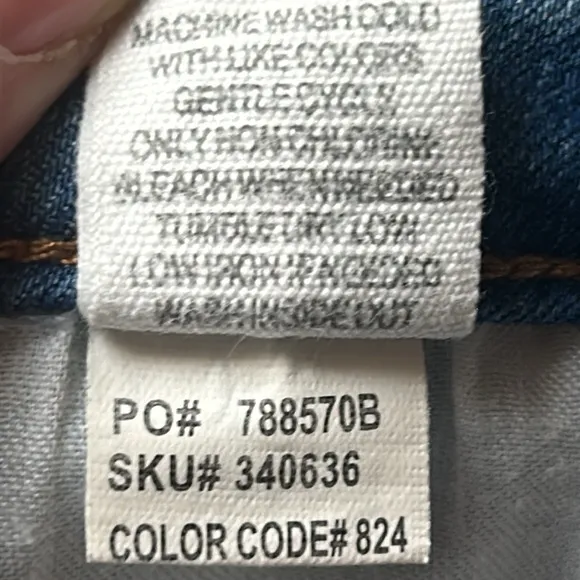 MACHINE WASH COLD
WITH LIKE COLORS
GENTLE CYCLE
ONLY NON CHLORINE
BLEACH WHEN NEEDED
TUMBLE DRY LOW
LOW IRON IF NEEDED
WASH INSIDE OUT
PO# 788570B
SKU# 340636
COLOR CODE# 824